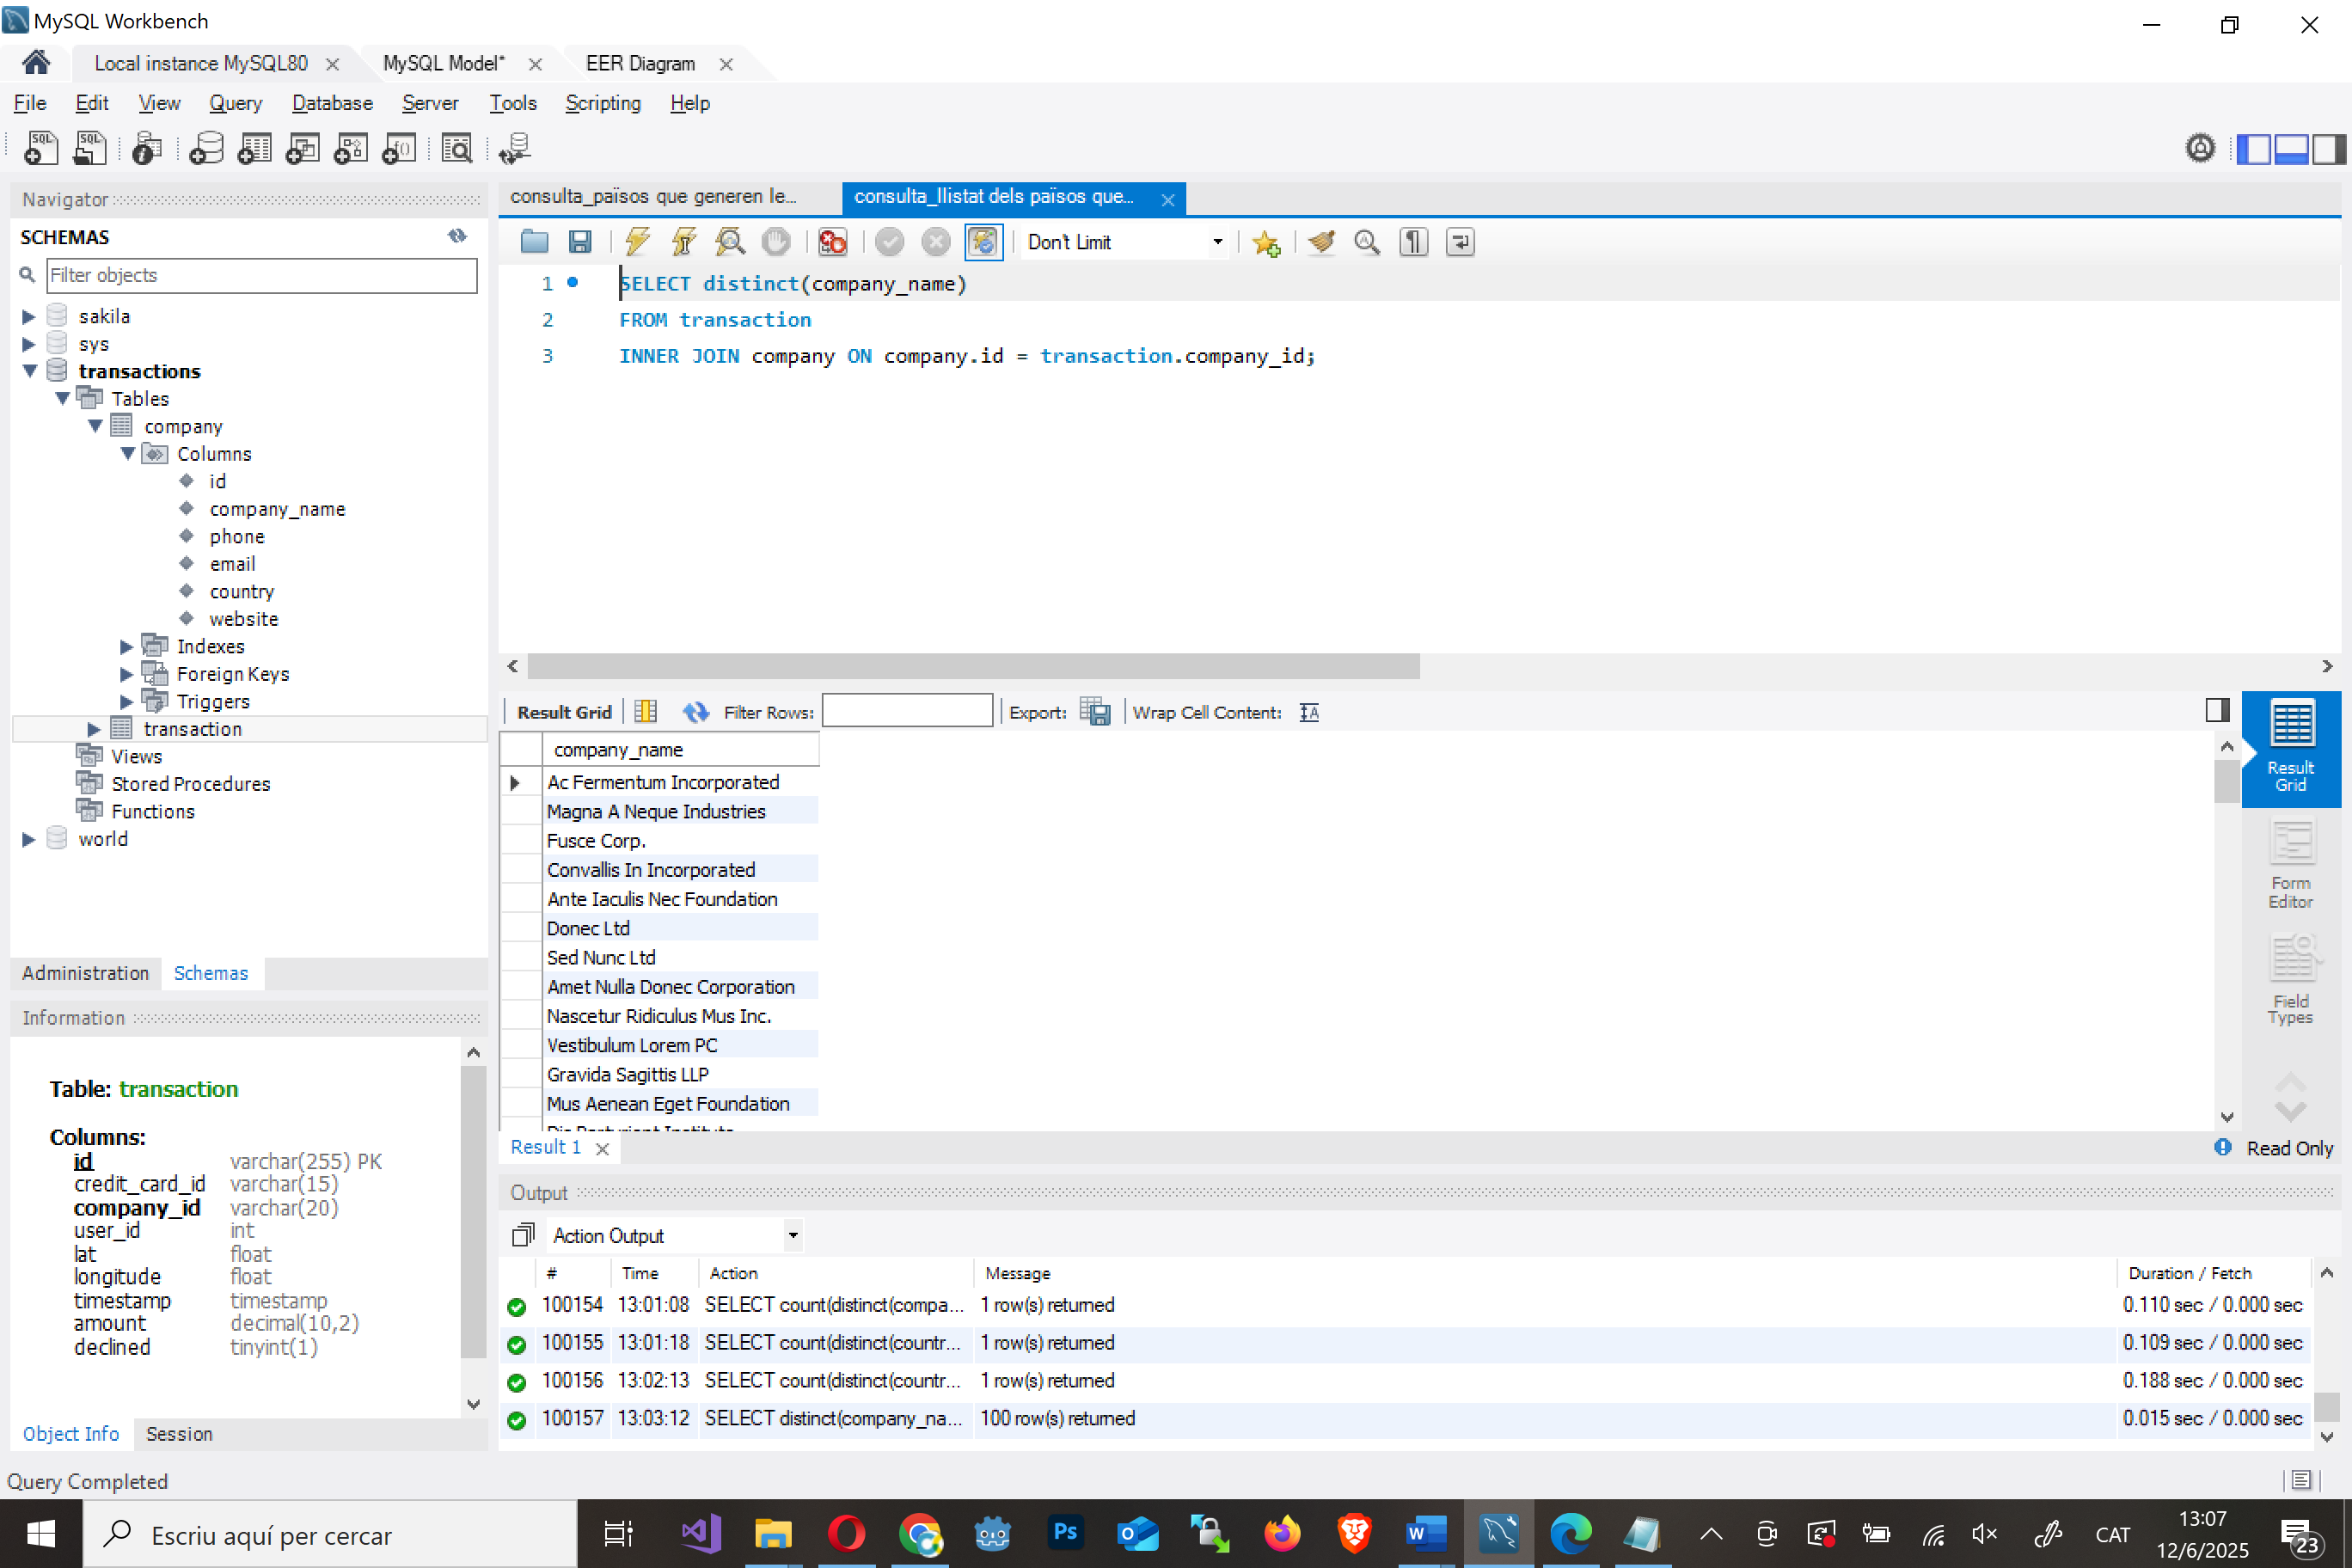 MySQL Workbench
Local instance MySQL80
MySQL Model*
EER Diagram
File Edit View Query Database Server Tools Scripting Help
Navigator
SCHEMAS
Filter objects
sakila
sys
transactions
Tables
company
Columns
id
company_name
phone
email
country
website
Indexes
Foreign Keys
Triggers
transaction
Views
Stored Procedures
Functions
world
Administration Schemas
Information
Table: transaction
Columns:
id varchar(255) PK
credit_card_id varchar(15)
company_id varchar(20)
user_id int
lat float
longitude float
timestamp timestamp
amount decimal(10,2)
declined tinyint(1)
Object Info Session
consulta_països que generen le...
consulta_llistat dels països que...
Don't Limit
1 SELECT distinct(company_name)
2 FROM transaction
3 INNER JOIN company ON company.id = transaction.company_id;
Result Grid Filter Rows: Export: Wrap Cell Content:
company_name
Ac Fermentum Incorporated
Magna A Neque Industries
Fusce Corp.
Convallis In Incorporated
Ante Iaculis Nec Foundation
Donec Ltd
Sed Nunc Ltd
Amet Nulla Donec Corporation
Nascetur Ridiculus Mus Inc.
Vestibulum Lorem PC
Gravida Sagittis LLP
Mus Aenean Eget Foundation
Result Grid
Form Editor
Field Types
Result 1
Read Only
Output
Action Output
# Time Action Message Duration / Fetch
100154 13:01:08 SELECT count(distinct(compa... 1 row(s) returned 0.110 sec / 0.000 sec
100155 13:01:18 SELECT count(distinct(countr... 1 row(s) returned 0.109 sec / 0.000 sec
100156 13:02:13 SELECT count(distinct(countr... 1 row(s) returned 0.188 sec / 0.000 sec
100157 13:03:12 SELECT distinct(company_na... 100 row(s) returned 0.015 sec / 0.000 sec
Query Completed
Escriu aquí per cercar
CAT
13:07
12/6/2025
23